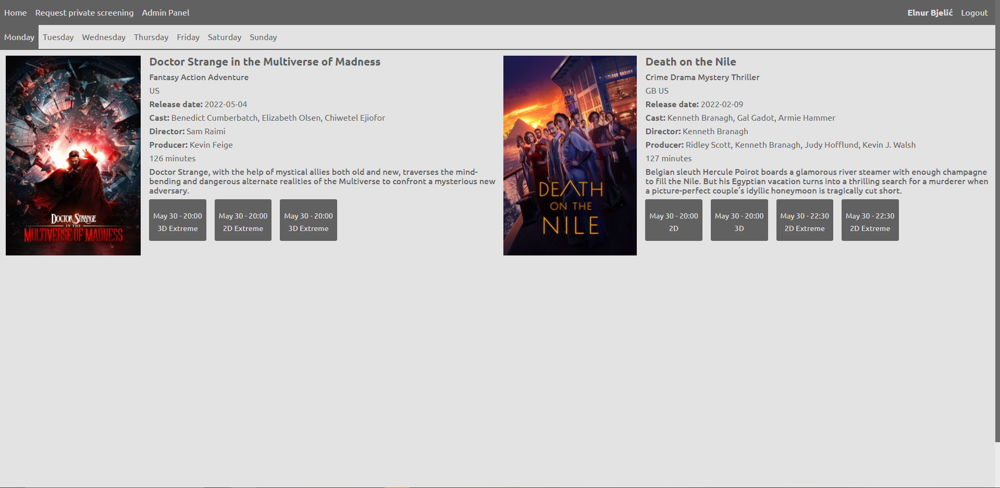 Home Request private screening Admin Panel Elnur Bjelić Logout
Monday Tuesday Wednesday Thursday Friday Saturday Sunday
Doctor Strange in the Multiverse of Madness
Fantasy Action Adventure
US
Release date: 2022-05-04
Cast: Benedict Cumberbatch, Elizabeth Olsen, Chiwetel Ejiofor
Director: Sam Raimi
Producer: Kevin Feige
126 minutes
Doctor Strange, with the help of mystical allies both old and new, traverses the mind-
bending and dangerous alternate realities of the Multiverse to confront a mysterious new
adversary.
May 30 - 20:00
3D Extreme
May 30 - 20:00
2D Extreme
May 30 - 20:00
3D Extreme
DOCTOR STRANGE
IN THE
MULTIVERSE OF MADNESS
Death on the Nile
Crime Drama Mystery Thriller
GB US
Release date: 2022-02-09
Cast: Kenneth Branagh, Gal Gadot, Armie Hammer
Director: Kenneth Branagh
Producer: Ridley Scott, Kenneth Branagh, Judy Hofflund, Kevin J. Walsh
127 minutes
Belgian sleuth Hercule Poirot boards a glamorous river steamer with enough champagne
to fill the Nile. But his Egyptian vacation turns into a thrilling search for a murderer when
a picture-perfect couple’s idyllic honeymoon is tragically cut short.
May 30 - 20:00
2D
May 30 - 20:00
3D
May 30 - 22:30
2D Extreme
May 30 - 22:30
2D Extreme
DEATH
ON THE
NILE